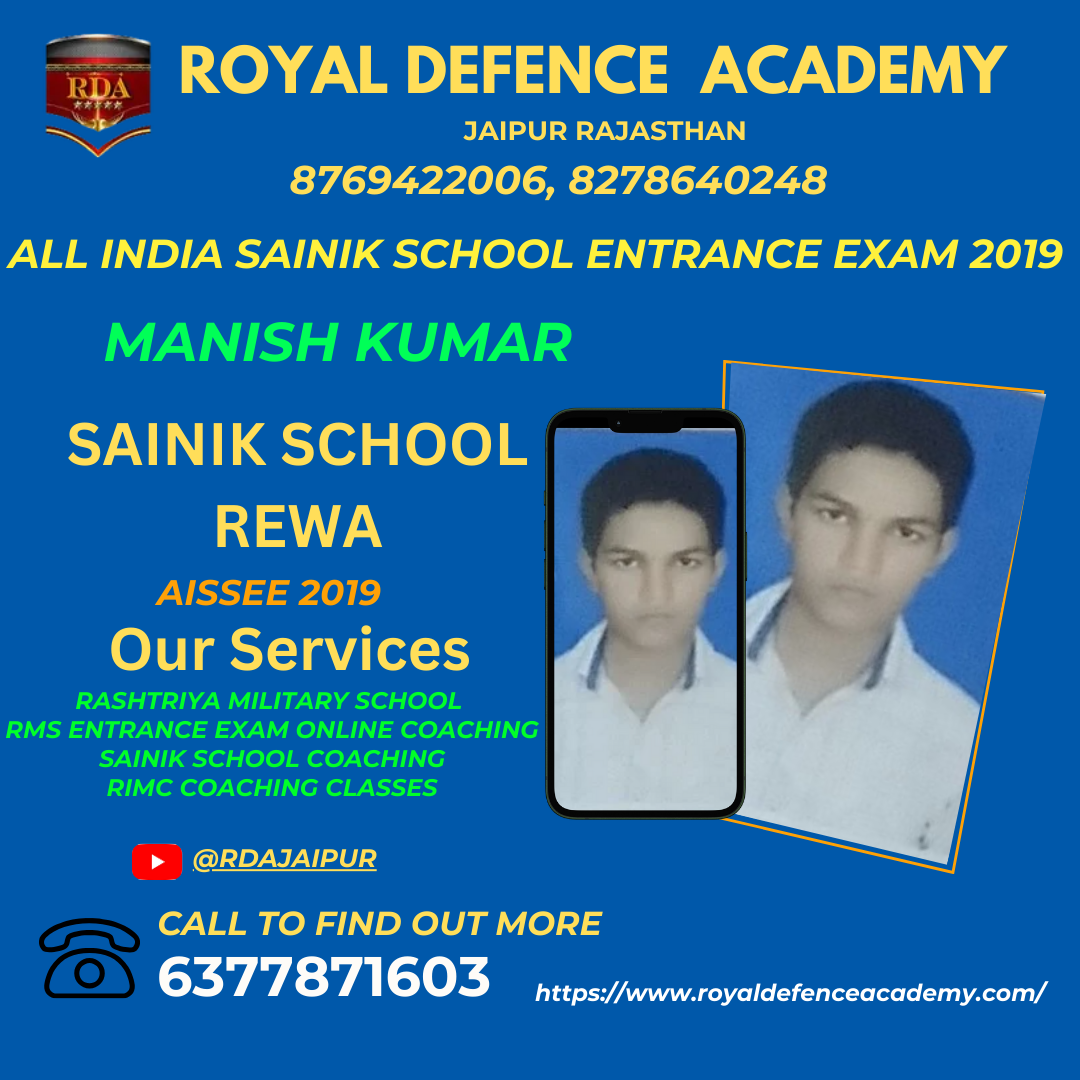 RDA
ROYAL DEFENCE ACADEMY
JAIPUR RAJASTHAN
8769422006, 8278640248
ALL INDIA SAINIK SCHOOL ENTRANCE EXAM 2019
MANISH KUMAR
SAINIK SCHOOL
REWA
AISSEE 2019
Our Services
RASHTRIYA MILITARY SCHOOL
RMS ENTRANCE EXAM ONLINE COACHING
SAINIK SCHOOL COACHING
RIMC COACHING CLASSES
@RDAJAIPUR
CALL TO FIND OUT MORE
6377871603
https://www.royaldefenceacademy.com/